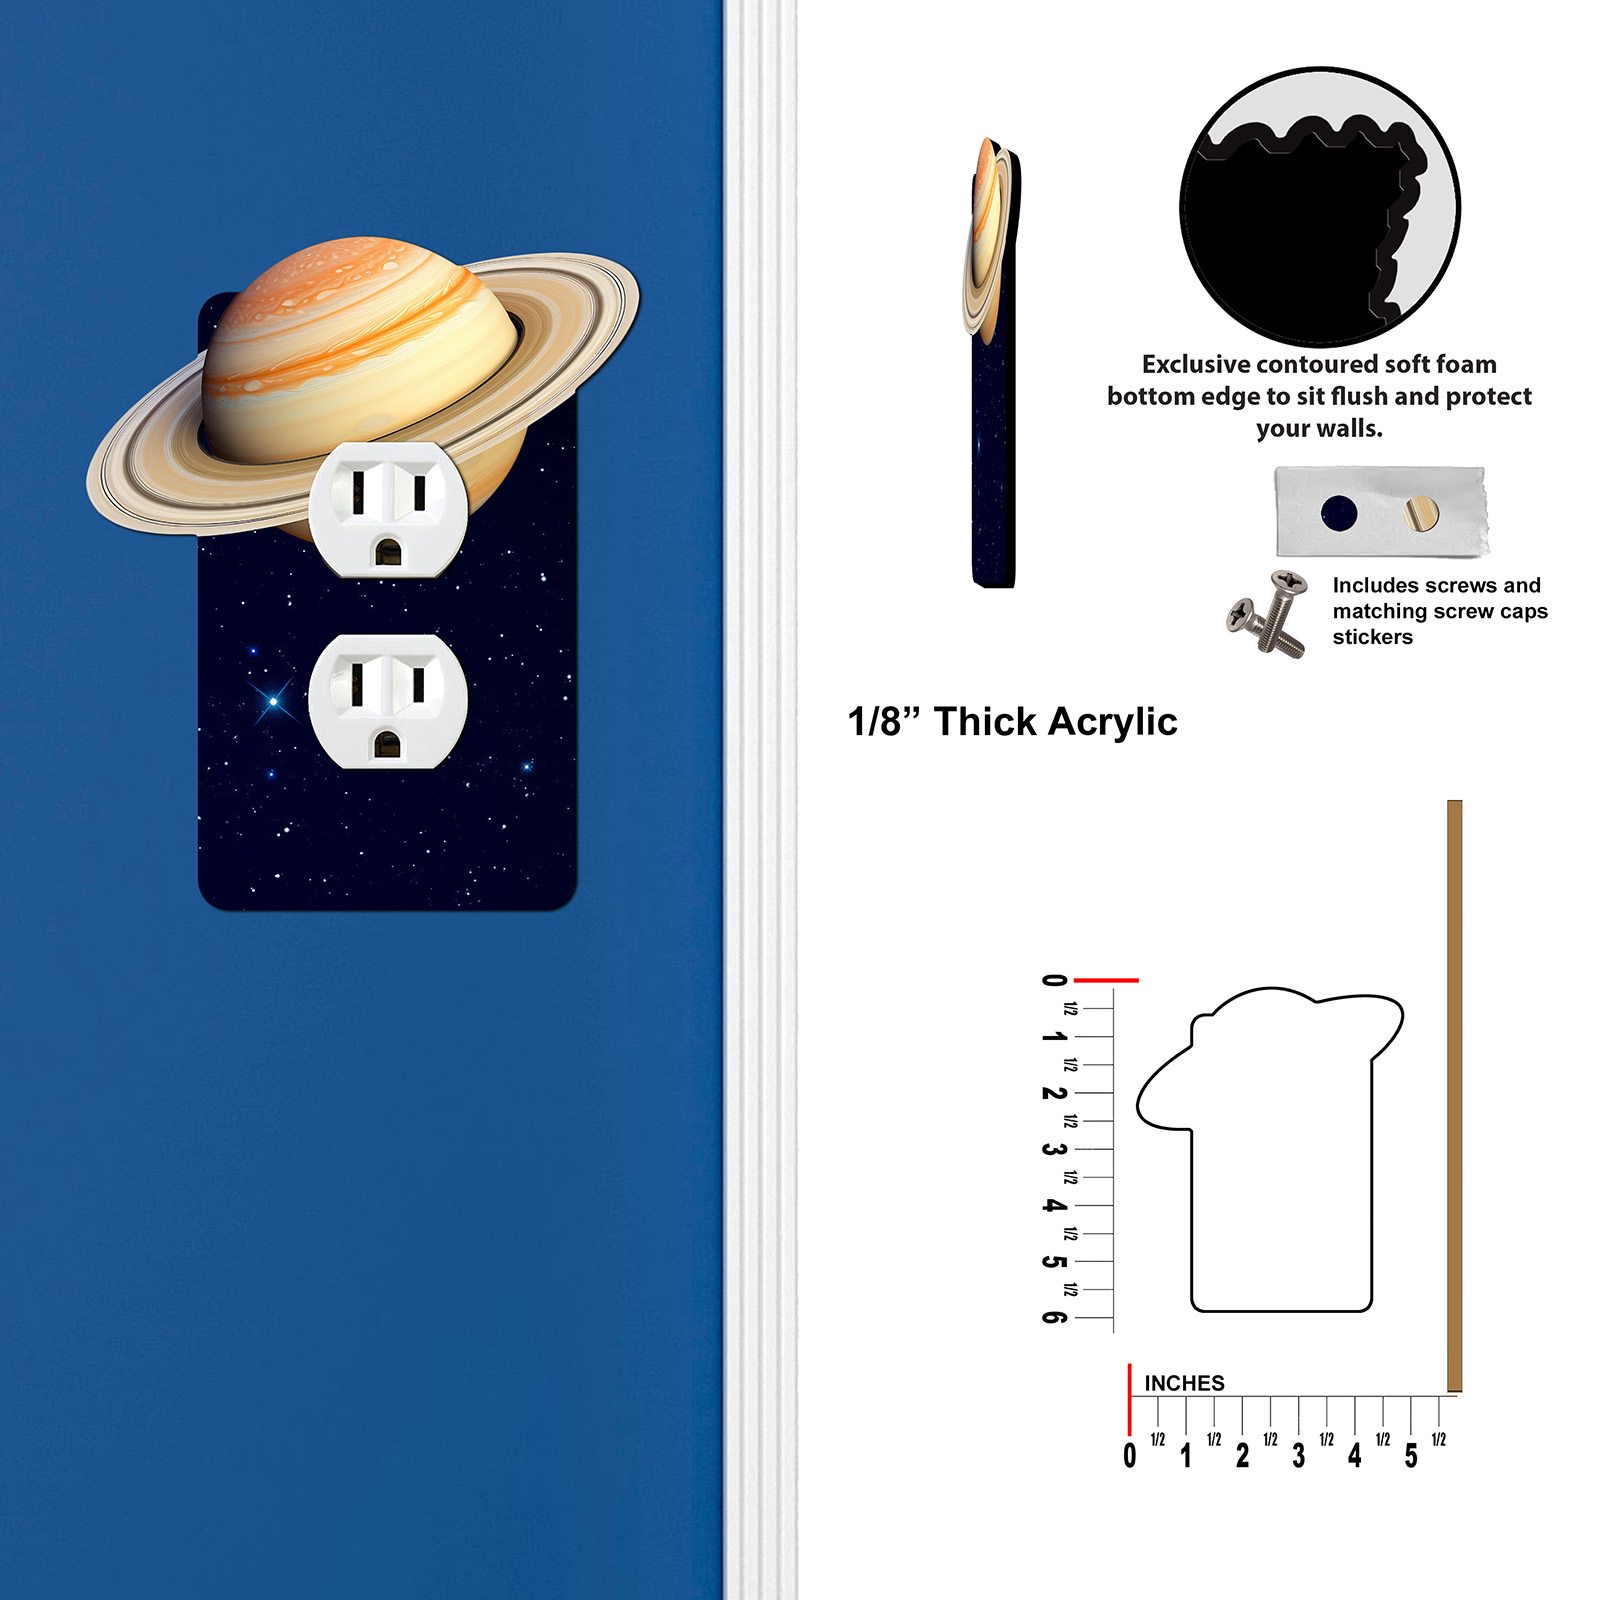 Exclusive contoured soft foam
bottom edge to sit flush and protect
your walls.
Includes screws and
matching screw caps
stickers
1/8” Thick Acrylic
0
1/2
1
1/2
2
1/2
3
1/2
4
1/2
5
1/2
6
INCHES
0 1/2 1 1/2 2 1/2 3 1/2 4 1/2 5 1/2